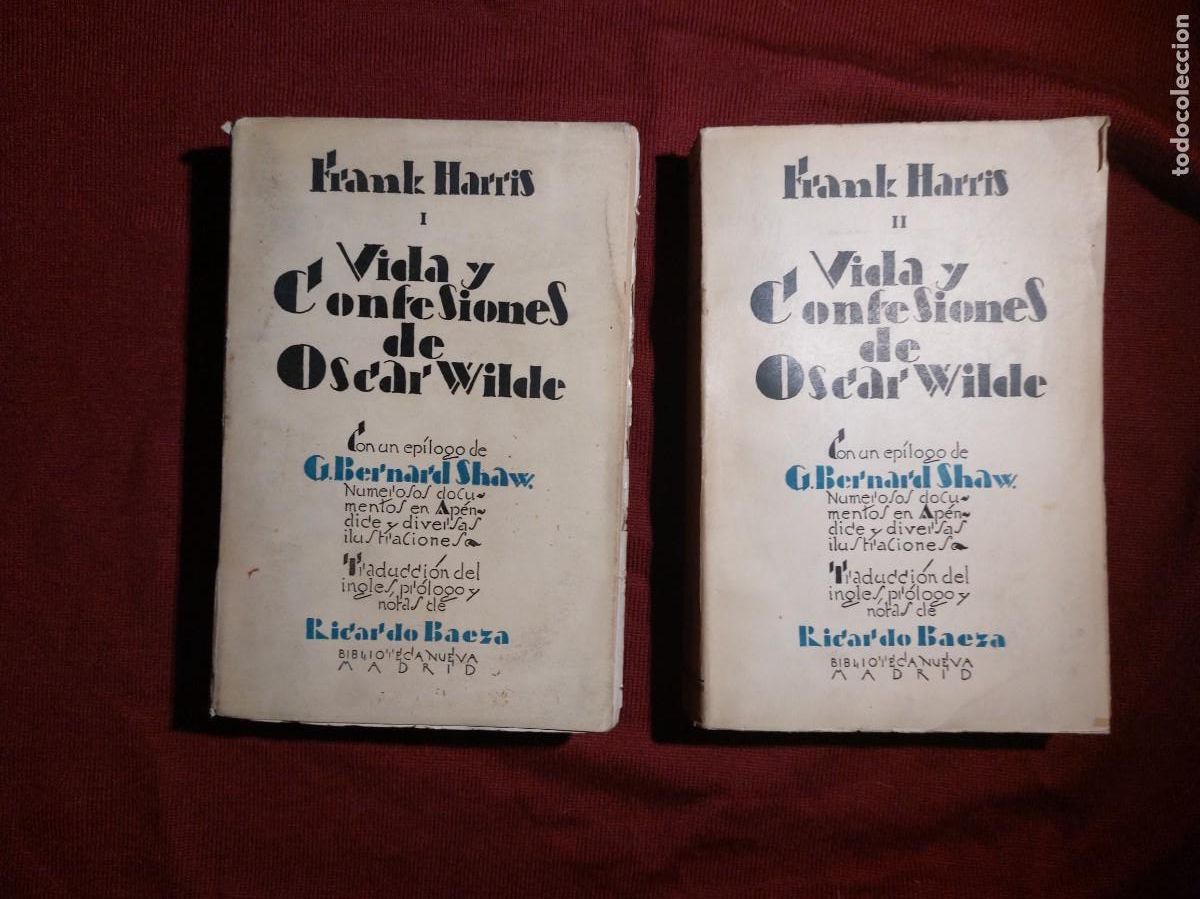 Frank Harris
I
Vida y
Confesiones
de
Oscar Wilde
Con un epílogo de
G. Bernard Shaw.
Numerosos docu-
mentos en Apén-
dice y diversas
ilustraciones
Traducción del
ingles, prólogo y
notas de
Ricardo Baeza
BIBLIOTECA NUEVA
MADRID
Frank Harris
II
Vida y
Confesiones
de
Oscar Wilde
Con un epílogo de
G. Bernard Shaw.
Numerosos docu-
mentos en Apén-
dice y diversas
ilustraciones
Traducción del
ingles, prólogo y
notas de
Ricardo Baeza
BIBLIOTECA NUEVA
MADRID
todocoleccion